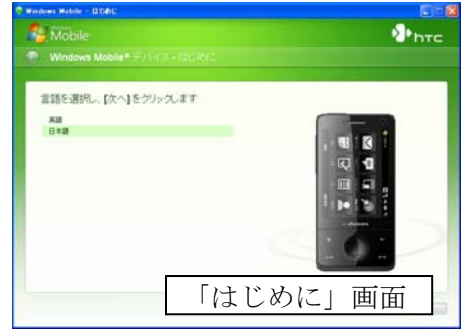 Windows Mobile - はじめに
Windows
Mobile
hTC
Windows Mobile® デバイス - はじめに
言語を選択し、[次へ] をクリックします
英語
日本語
docomo
「はじめに」画面